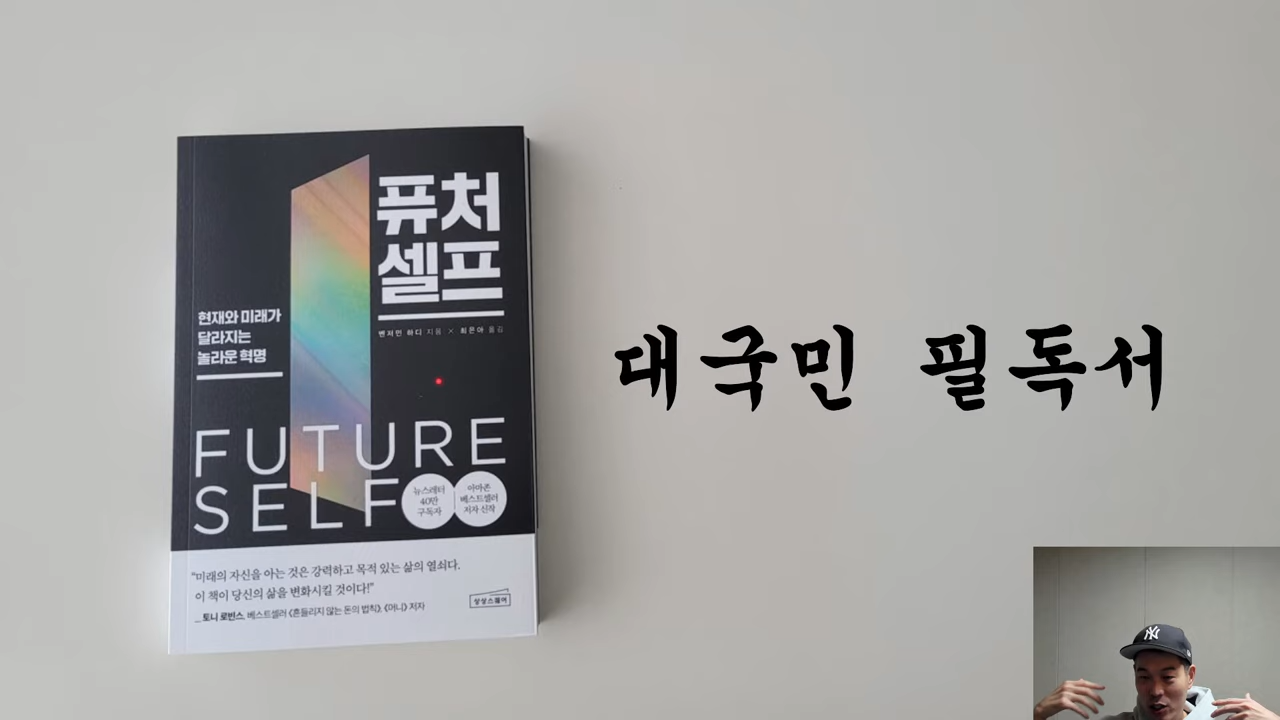 퓨처
셀프
벤저민 하디 지음 × 최은아 옮김
현재와 미래가
달라지는
놀라운 혁명
FUTURE
SELF
뉴스레터
40만
구독자
아마존
베스트셀러
저자 신작
“미래의 자신을 아는 것은 강력하고 목적 있는 삶의 열쇠다.
이 책이 당신의 삶을 변화시킬 것이다!”
_토니 로빈스, 베스트셀러 《흔들리지 않는 돈의 법칙》, 《머니》 저자
상상스퀘어
대국민 필독서
NY